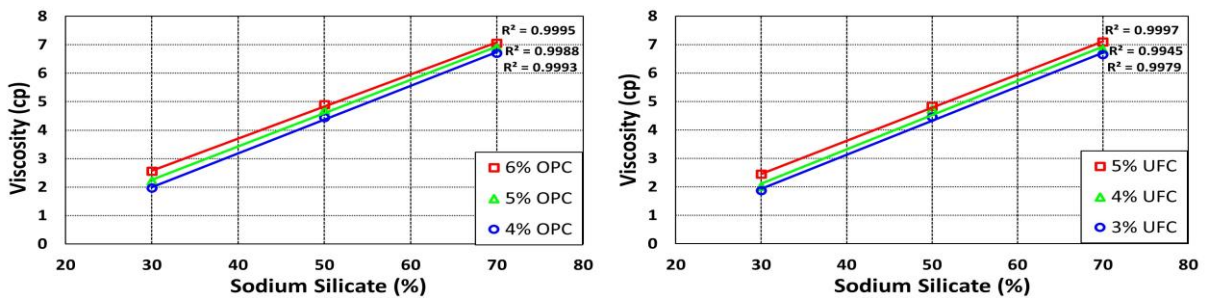 8
7
6
5
4
3
2
1
0
Viscosity (cp)
R² = 0.9995
R² = 0.9988
R² = 0.9993
6% OPC
5% OPC
4% OPC
20 30 40 50 60 70 80
Sodium Silicate (%)
8
7
6
5
4
3
2
1
0
Viscosity (cp)
R² = 0.9997
R² = 0.9945
R² = 0.9979
5% UFC
4% UFC
3% UFC
20 30 40 50 60 70 80
Sodium Silicate (%)